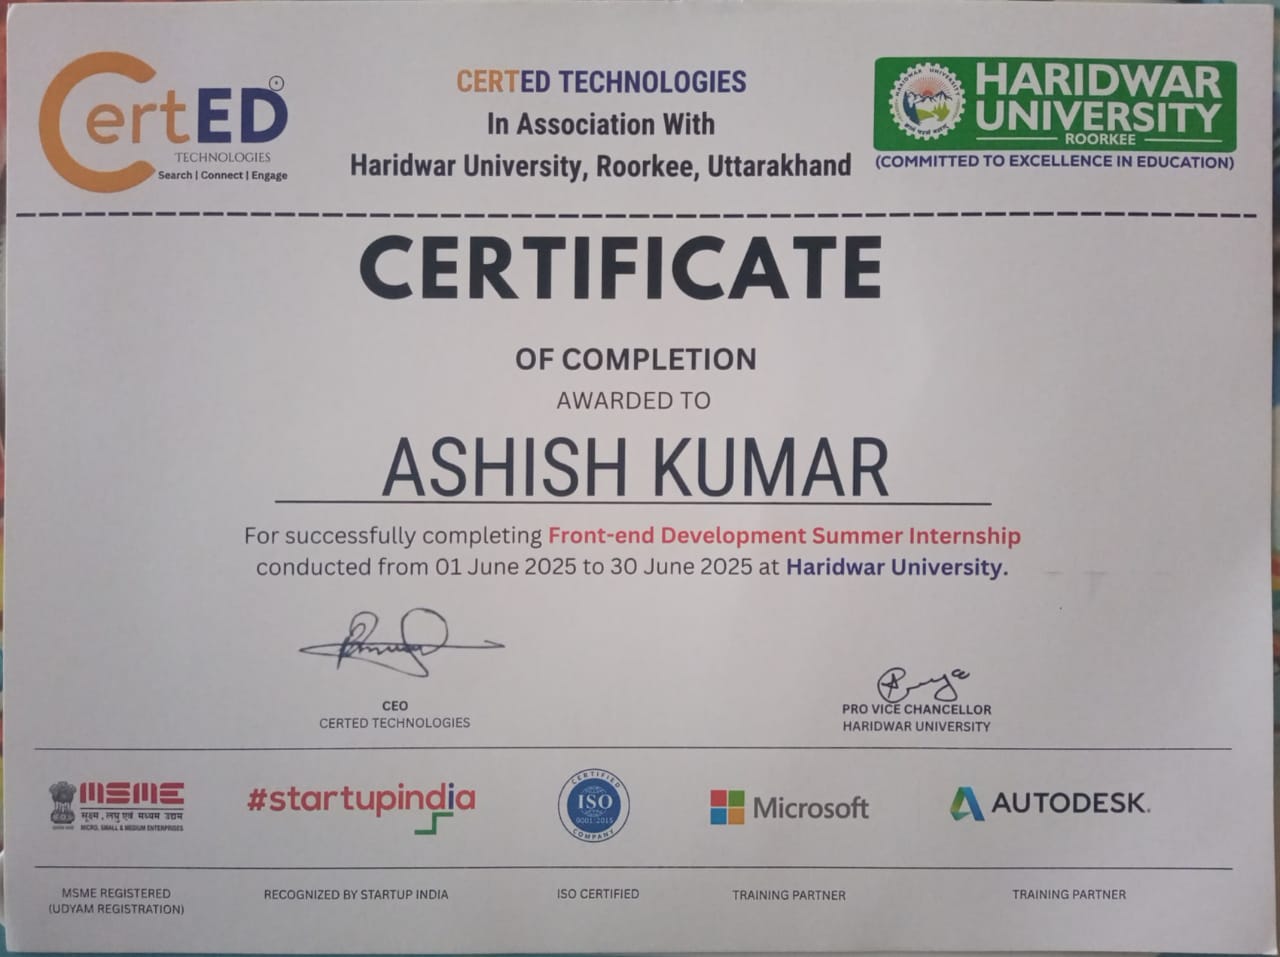 CertED
TECHNOLOGIES
Search | Connect | Engage
CERTED TECHNOLOGIES
In Association With
Haridwar University, Roorkee, Uttarakhand
HARIDWAR UNIVERSITY
HARIDWAR
UNIVERSITY
ROORKEE
(COMMITTED TO EXCELLENCE IN EDUCATION)
CERTIFICATE
OF COMPLETION
AWARDED TO
ASHISH KUMAR
For successfully completing Front-end Development Summer Internship
conducted from 01 June 2025 to 30 June 2025 at Haridwar University.
CEO
CERTED TECHNOLOGIES
PRO VICE CHANCELLOR
HARIDWAR UNIVERSITY
MSME
सूक्ष्म, लघु एवं मध्यम उद्यम
MICRO, SMALL & MEDIUM ENTERPRISES
#startupindia
CERTIFIED
ISO
9001:2015
COMPANY
Microsoft
AUTODESK.
MSME REGISTERED
(UDYAM REGISTRATION)
RECOGNIZED BY STARTUP INDIA
ISO CERTIFIED
TRAINING PARTNER
TRAINING PARTNER